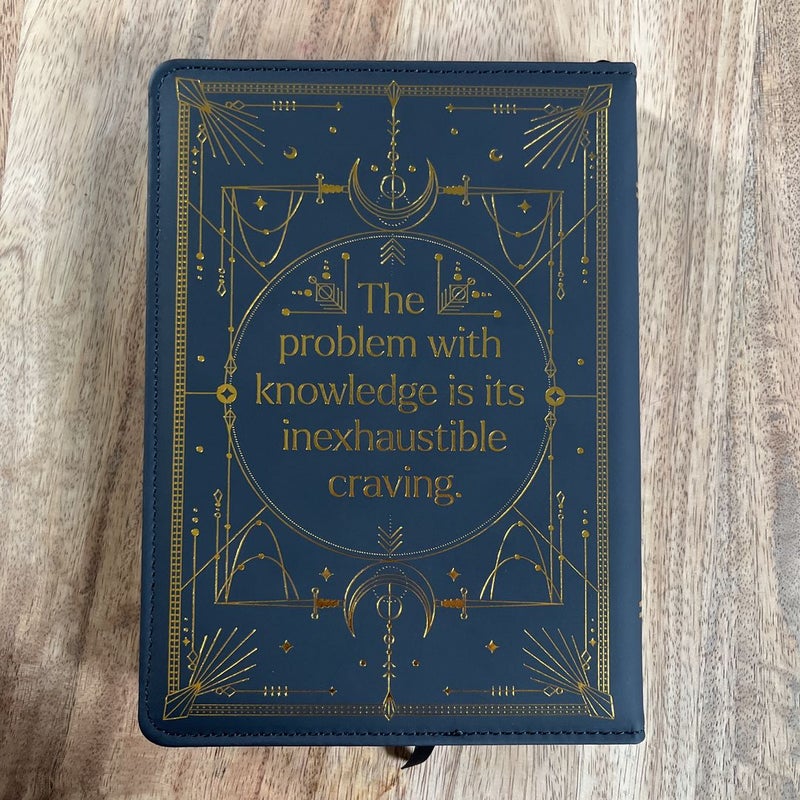 The
problem with
knowledge is its
inexhaustible
craving.